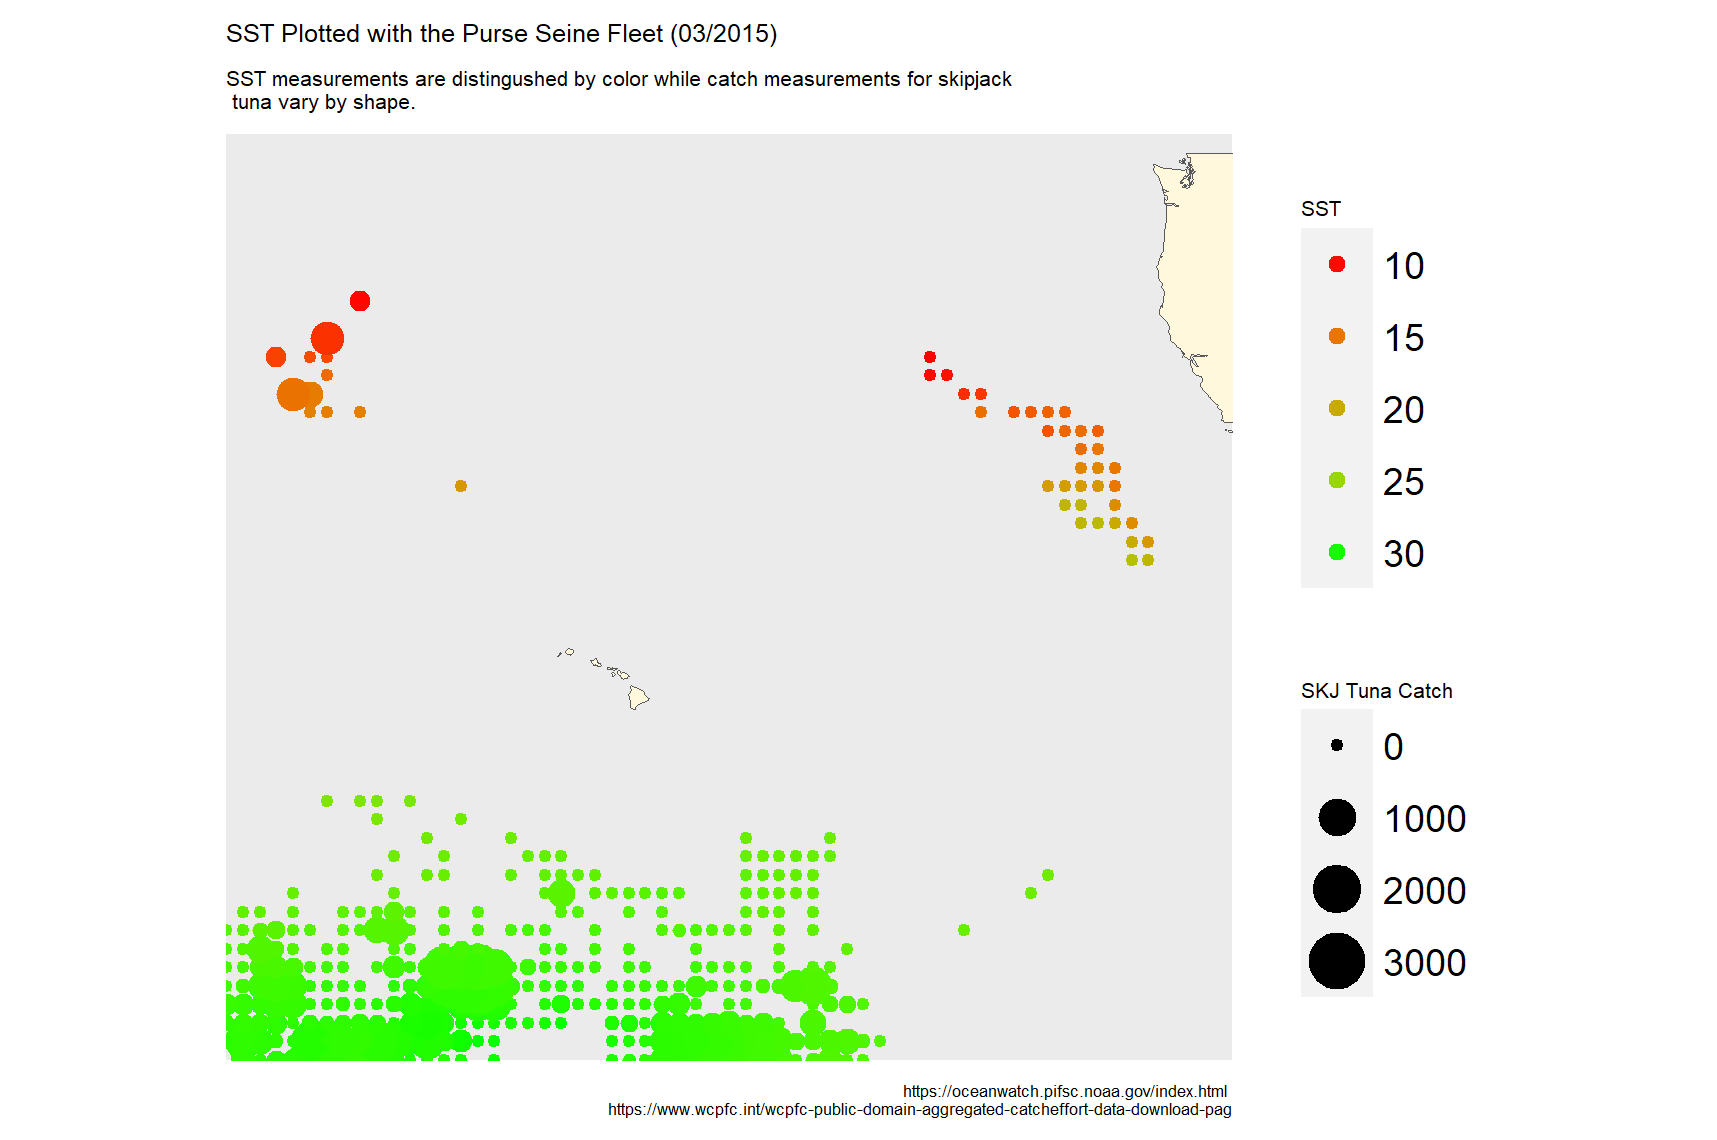 SST Plotted with the Purse Seine Fleet (03/2015)
SST measurements are distingushed by color while catch measurements for skipjack
tuna vary by shape.
SST
10
15
20
25
30
SKJ Tuna Catch
0
1000
2000
3000
https://oceanwatch.pifsc.noaa.gov/index.html
https://www.wcpfc.int/wcpfc-public-domain-aggregated-catcheffort-data-download-pag